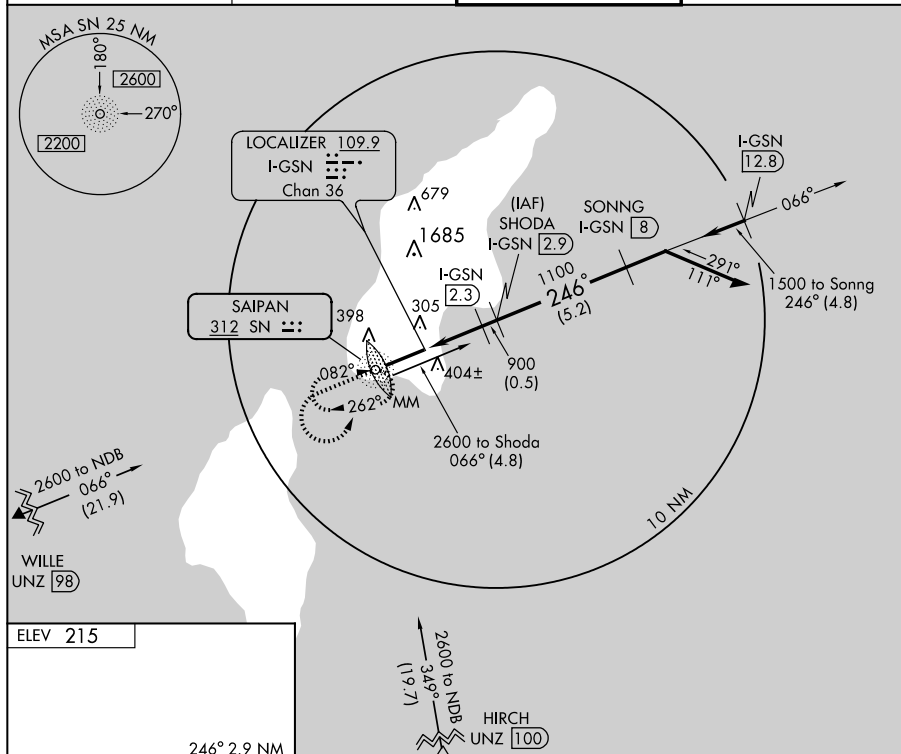 MSA SN 25 NM
180°
2600
270°
2200
LOCALIZER 109.9
I-GSN
Chan 36
679
1685
(IAF)
SHODA
I-GSN 2.9
SONNG
I-GSN 8
I-GSN
12.8
066°
I-GSN
2.3
1100
246°
(5.2)
291°
111°
1500 to Sonng
246° (4.8)
SAIPAN
312 SN
398
305
900
(0.5)
404±
082°
262°
MM
2600 to Shoda
066° (4.8)
2600 to NDB
066°
(21.9)
10 NM
WILLE
UNZ 98
ELEV 215
2600 to NDB
349°
(19.7)
HIRCH
UNZ 100
246° 2.9 NM